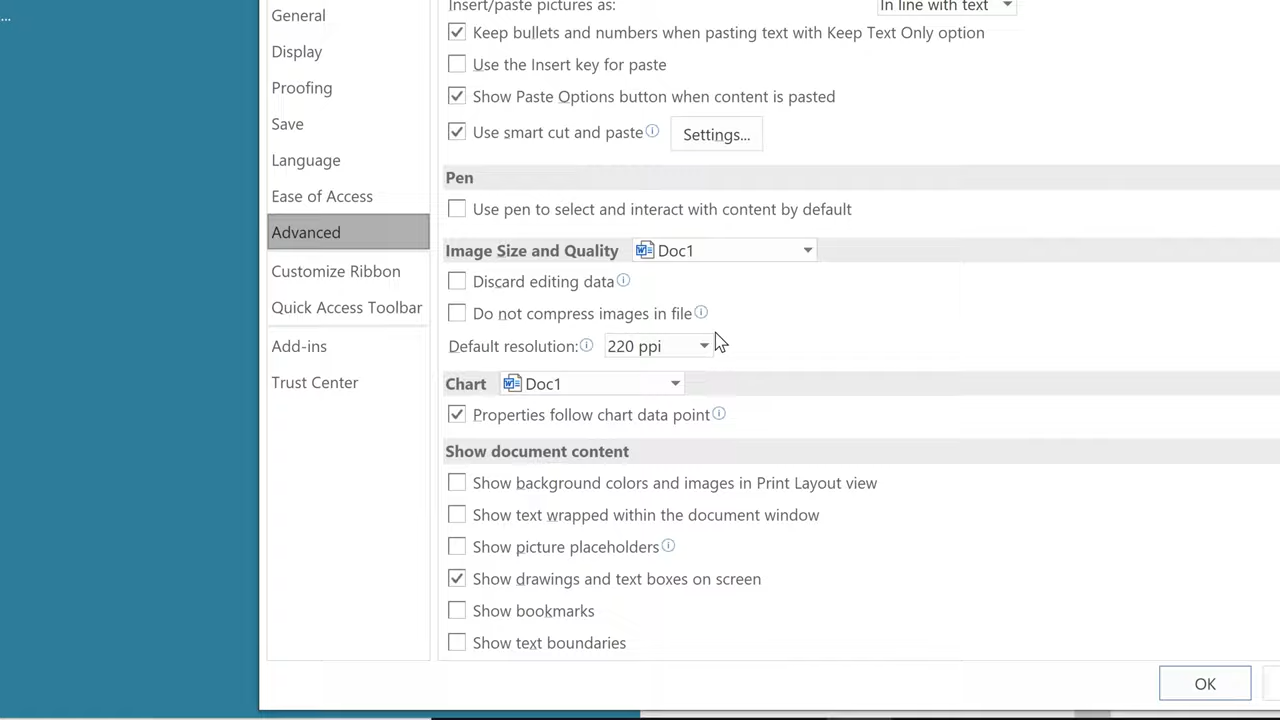 ...
General
Display
Proofing
Save
Language
Ease of Access
Advanced
Customize Ribbon
Quick Access Toolbar
Add-ins
Trust Center
Insert/paste pictures as: In line with text
Keep bullets and numbers when pasting text with Keep Text Only option
Use the Insert key for paste
Show Paste Options button when content is pasted
Use smart cut and paste Settings...
Pen
Use pen to select and interact with content by default
Image Size and Quality Doc1
Discard editing data
Do not compress images in file
Default resolution: 220 ppi
Chart Doc1
Properties follow chart data point
Show document content
Show background colors and images in Print Layout view
Show text wrapped within the document window
Show picture placeholders
Show drawings and text boxes on screen
Show bookmarks
Show text boundaries
OK